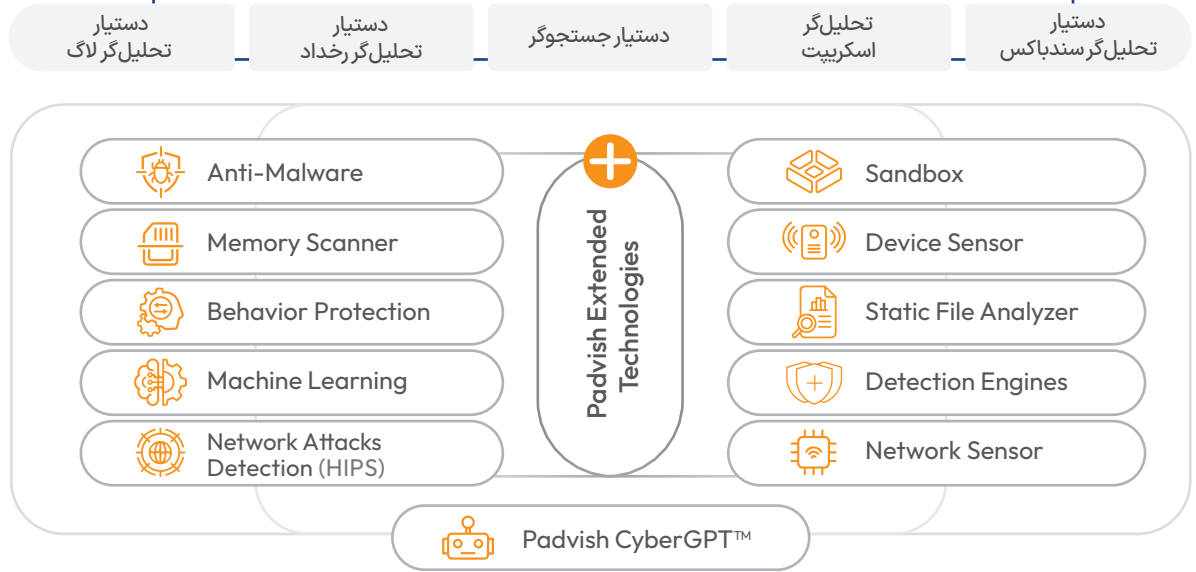 دستیار
تحلیل‌گر سندباکس
تحلیل‌گر
اسکریپت
دستیار جستجوگر
دستیار
تحلیل‌گر رخداد
دستیار
تحلیل‌گر لاگ
Anti-Malware
Memory Scanner
Behavior Protection
Machine Learning
Network Attacks
Detection (HIPS)
Padvish Extended
Technologies
Sandbox
Device Sensor
Static File Analyzer
Detection Engines
Network Sensor
Padvish CyberGPT™